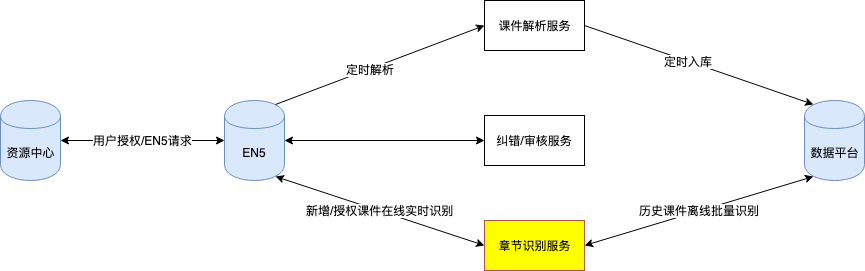 课件解析服务
定时解析
定时入库
资源中心
用户授权/EN5请求
EN5
纠错/审核服务
数据平台
新增/授权课件在线实时识别
历史课件离线批量识别
章节识别服务